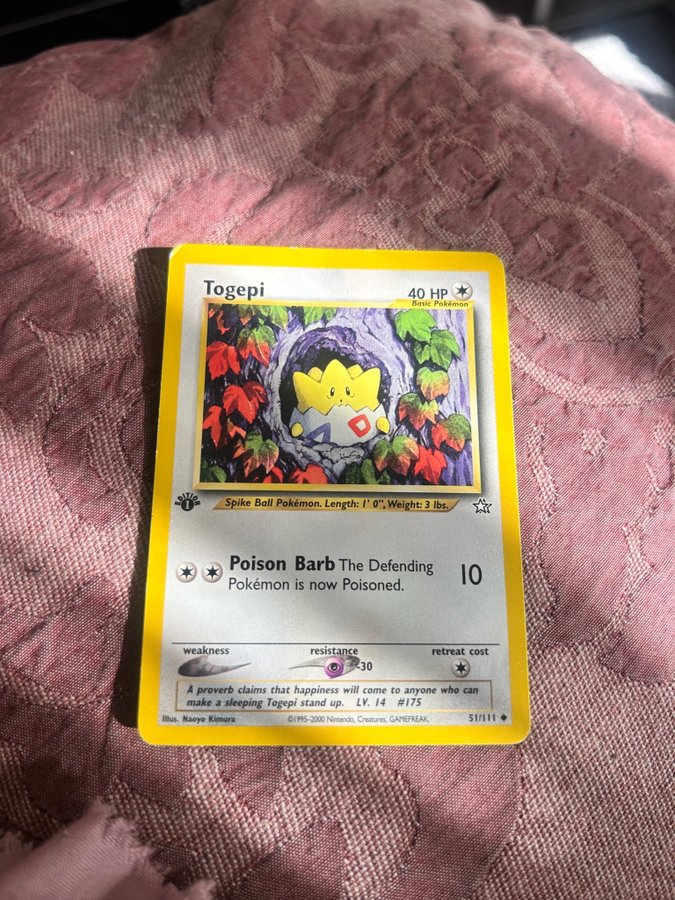 Togepi 40 HP
Basic Pokémon
EDITION
1
Spike Ball Pokémon. Length: 1' 0", Weight: 3 lbs.
Poison Barb The Defending
Pokémon is now Poisoned. 10
weakness resistance retreat cost
-30
A proverb claims that happiness will come to anyone who can
make a sleeping Togepi stand up. LV. 14 #175
Illus. Naoyo Kimura ©1995-2000 Nintendo, Creatures, GAMEFREAK. 51/111